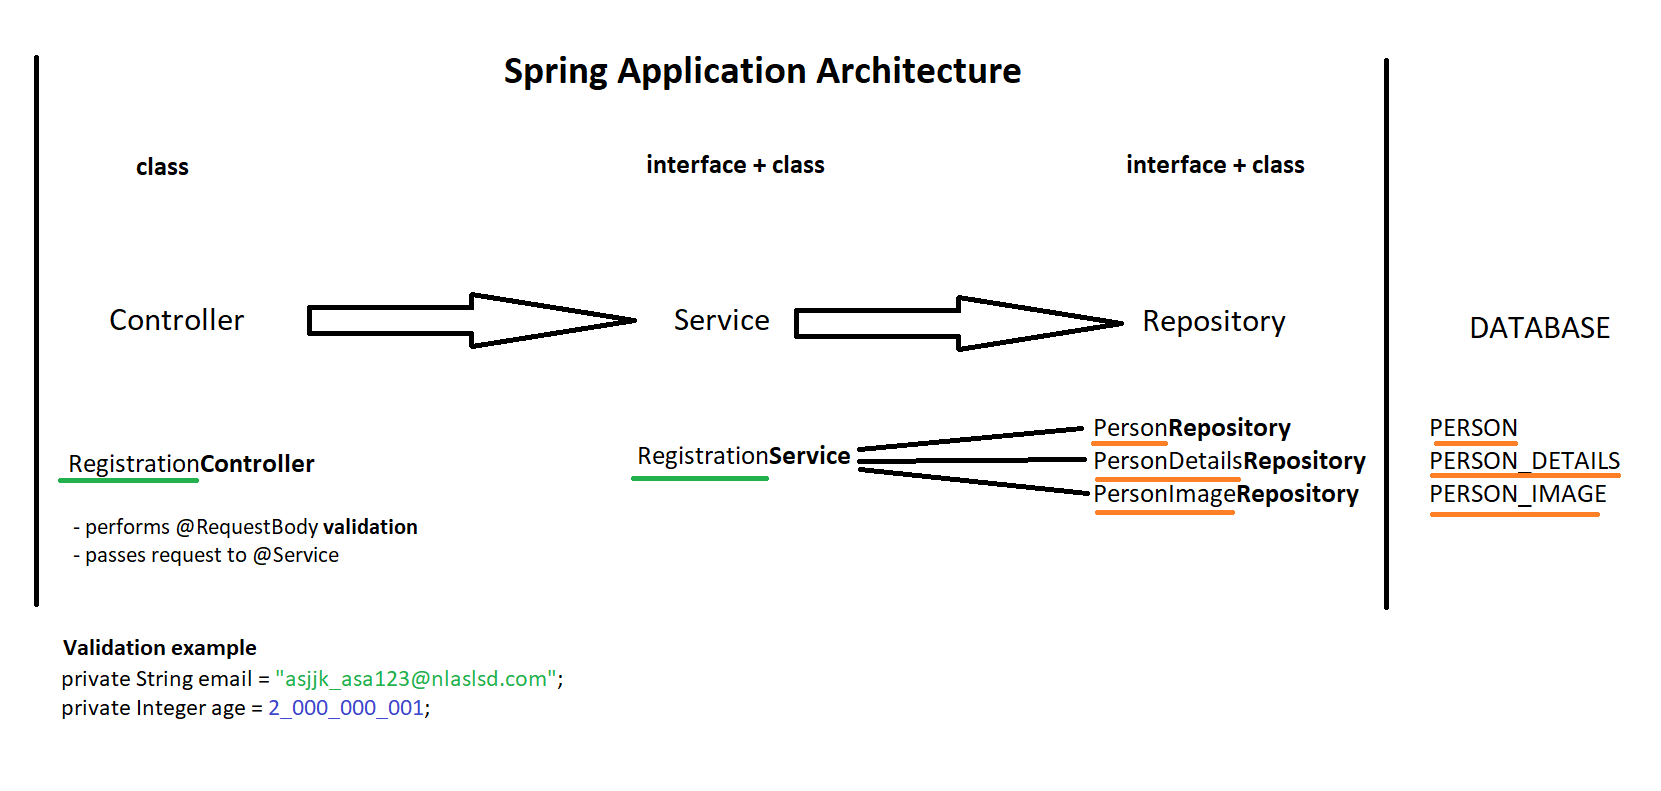 Spring Application Architecture
class
interface + class
interface + class
Controller
Service
Repository
DATABASE
RegistrationController
- performs @RequestBody validation
- passes request to @Service
RegistrationService
PersonRepository
PersonDetailsRepository
PersonImageRepository
PERSON
PERSON_DETAILS
PERSON_IMAGE
Validation example
private String email = "asjjk_asa123@nlaslsd.com";
private Integer age = 2_000_000_001;